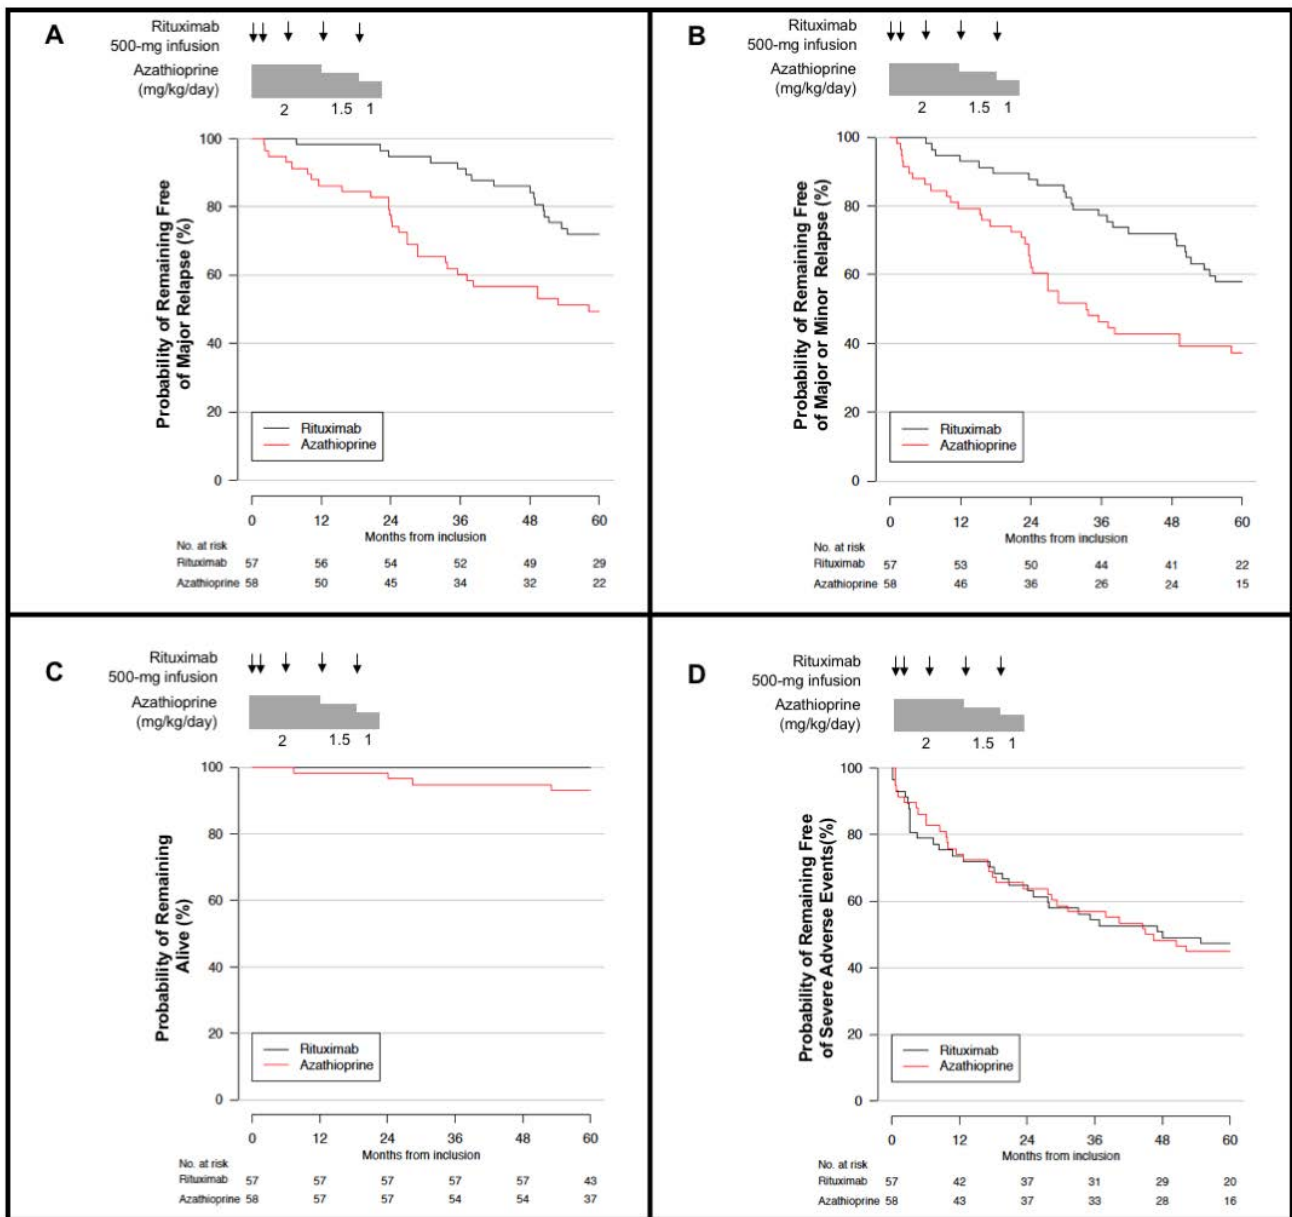 A
Rituximab
500-mg infusion
Azathioprine
(mg/kg/day)
2 1.5 1
Probability of Remaining Free
of Major Relapse (%)
100
80
60
40
20
0
Rituximab
Azathioprine
0 12 24 36 48 60
Months from inclusion
No. at risk
Rituximab 57 56 54 52 49 29
Azathioprine 58 50 45 34 32 22
B
Rituximab
500-mg infusion
Azathioprine
(mg/kg/day)
2 1.5 1
Probability of Remaining Free
of Major or Minor Relapse (%)
100
80
60
40
20
0
Rituximab
Azathioprine
0 12 24 36 48 60
Months from inclusion
No. at risk
Rituximab 57 53 50 44 41 22
Azathioprine 58 46 36 26 24 15
C
Rituximab
500-mg infusion
Azathioprine
(mg/kg/day)
2 1.5 1
Probability of Remaining
Alive (%)
100
80
60
40
20
0
Rituximab
Azathioprine
0 12 24 36 48 60
Months from inclusion
No. at risk
Rituximab 57 57 57 57 57 43
Azathioprine 58 57 57 54 54 37
D
Rituximab
500-mg infusion
Azathioprine
(mg/kg/day)
2 1.5 1
Probability of Remaining Free
of Severe Adverse Events(%)
100
80
60
40
20
0
Rituximab
Azathioprine
0 12 24 36 48 60
Months from inclusion
No. at risk
Rituximab 57 42 37 31 29 20
Azathioprine 58 43 37 33 28 16